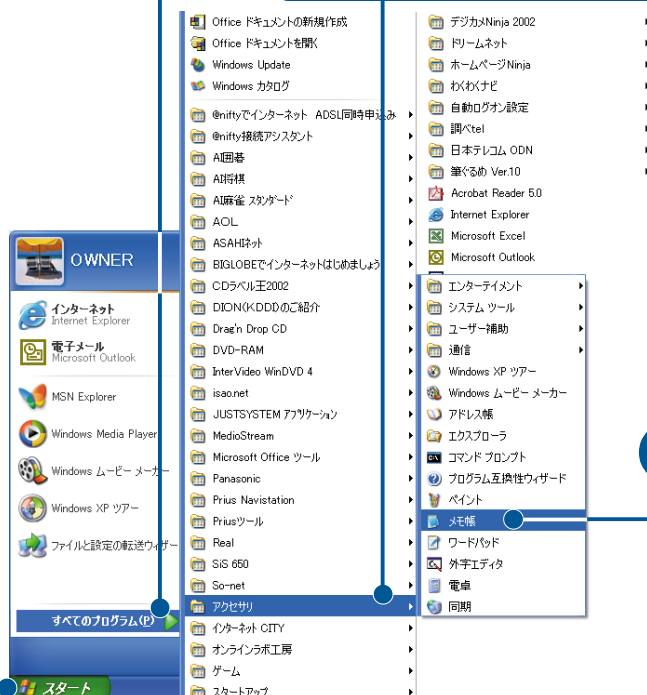 OWNER
インターネット
Internet Explorer
電子メール
Microsoft Outlook
MSN Explorer
Windows Media Player
Windows ムービー メーカー
Windows XP ツアー
ファイルと設定の転送ウィザー
すべてのプログラム(P)
スタート
Office ドキュメントの新規作成
Office ドキュメントを開く
Windows Update
Windows カタログ
@niftyでインターネット ADSL同時申込み
@nifty接続アシスタント
AI囲碁
AI将棋
AI麻雀 スタンダード
AOL
ASAHIネット
BIGLOBEでインターネットはじめましょう
CDラベル王2002
DION(KDDI)のご紹介
Drag'n Drop CD
DVD-RAM
InterVideo WinDVD 4
isao.net
JUSTSYSTEM アプリケーション
MedioStream
Microsoft Office ツール
Panasonic
Prius Navistation
Priusツール
Real
SiS 650
So-net
アクセサリ
インターネット CITY
オンラインラボ工房
ゲーム
スタートアップ
デジカメNinja 2002
ドリームネット
ホームページNinja
わくわくナビ
自動ログオン設定
調べtel
日本テレコム ODN
筆ぐるめ Ver.10
Acrobat Reader 5.0
Internet Explorer
Microsoft Excel
Microsoft Outlook
エンターテイメント
システム ツール
ユーザー補助
通信
Windows XP ツアー
Windows ムービー メーカー
アドレス帳
エクスプローラ
コマンド プロンプト
プログラム互換性ウィザード
ペイント
メモ帳
ワードパッド
外字エディタ
電卓
同期